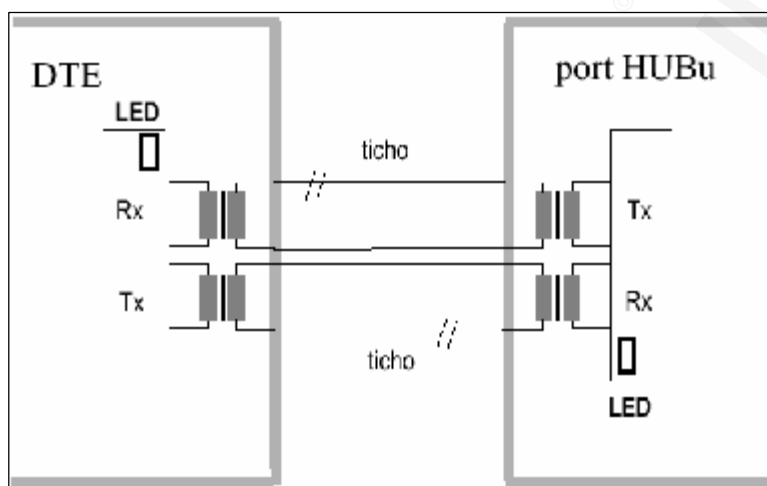 DTE
port HUBu
LED
ticho
Rx
Tx
Tx
Rx
ticho
LED